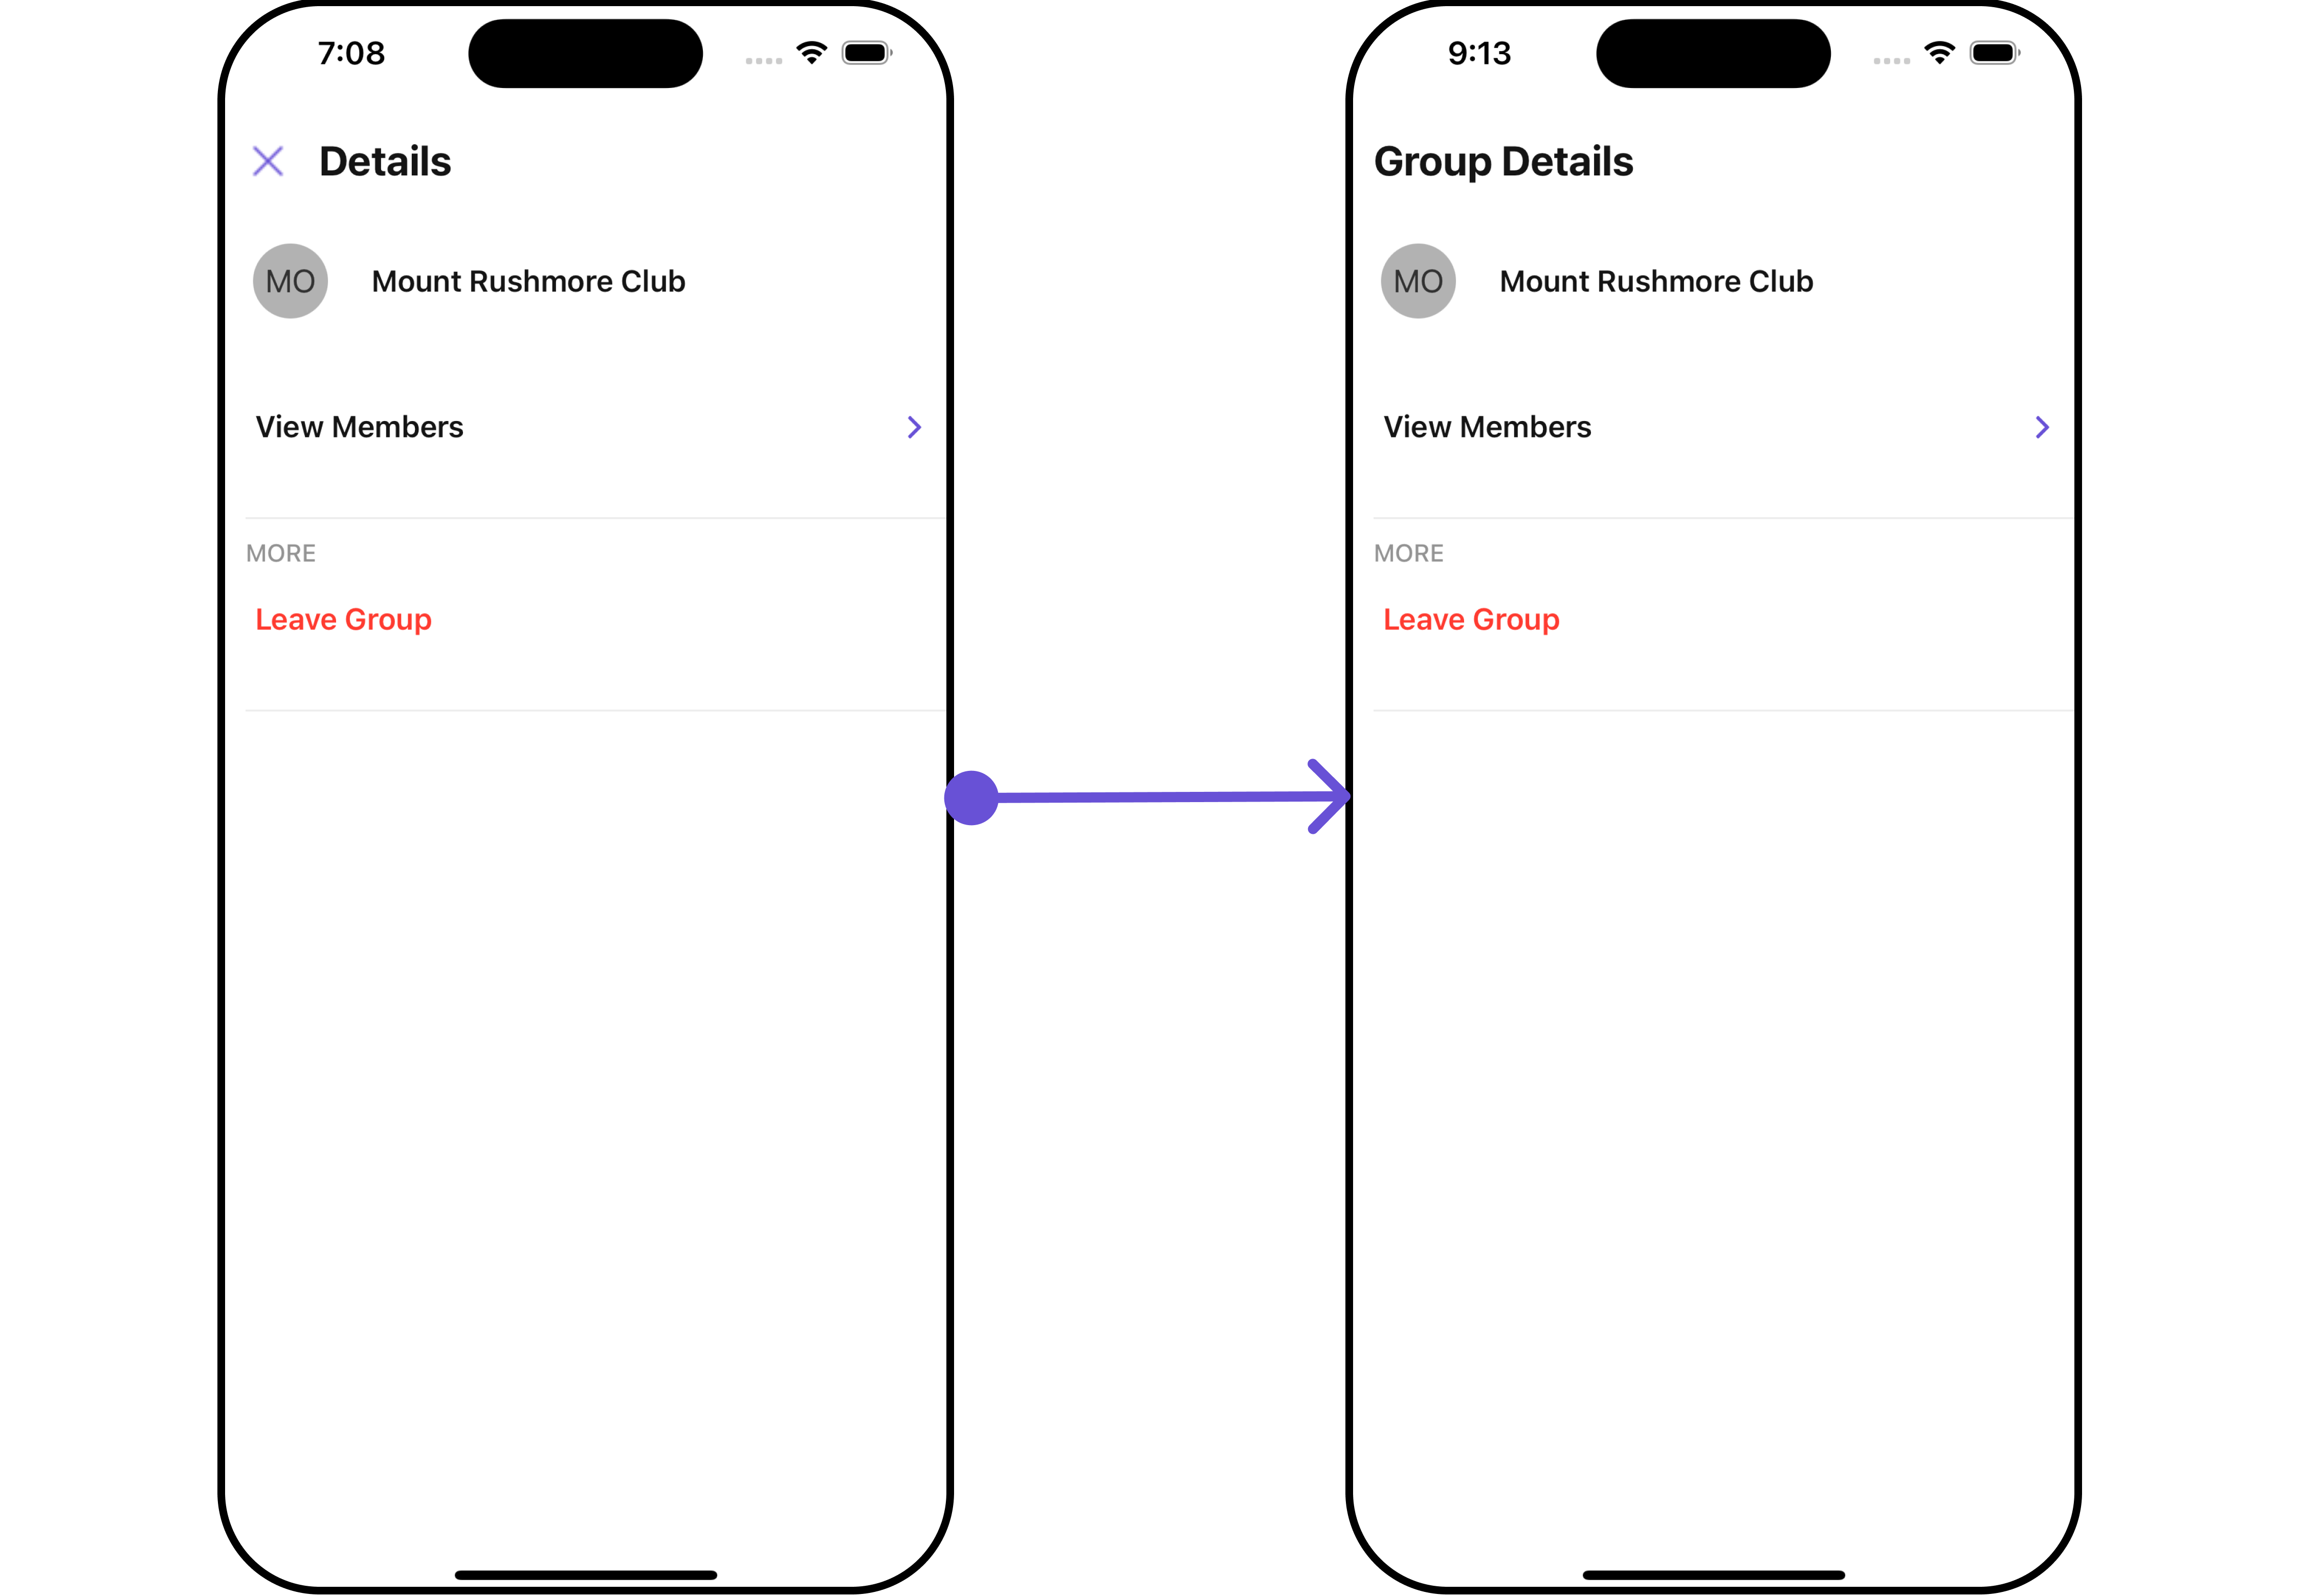 7:08
Details
MO
Mount Rushmore Club
View Members
MORE
Leave Group
9:13
Group Details
MO
Mount Rushmore Club
View Members
MORE
Leave Group